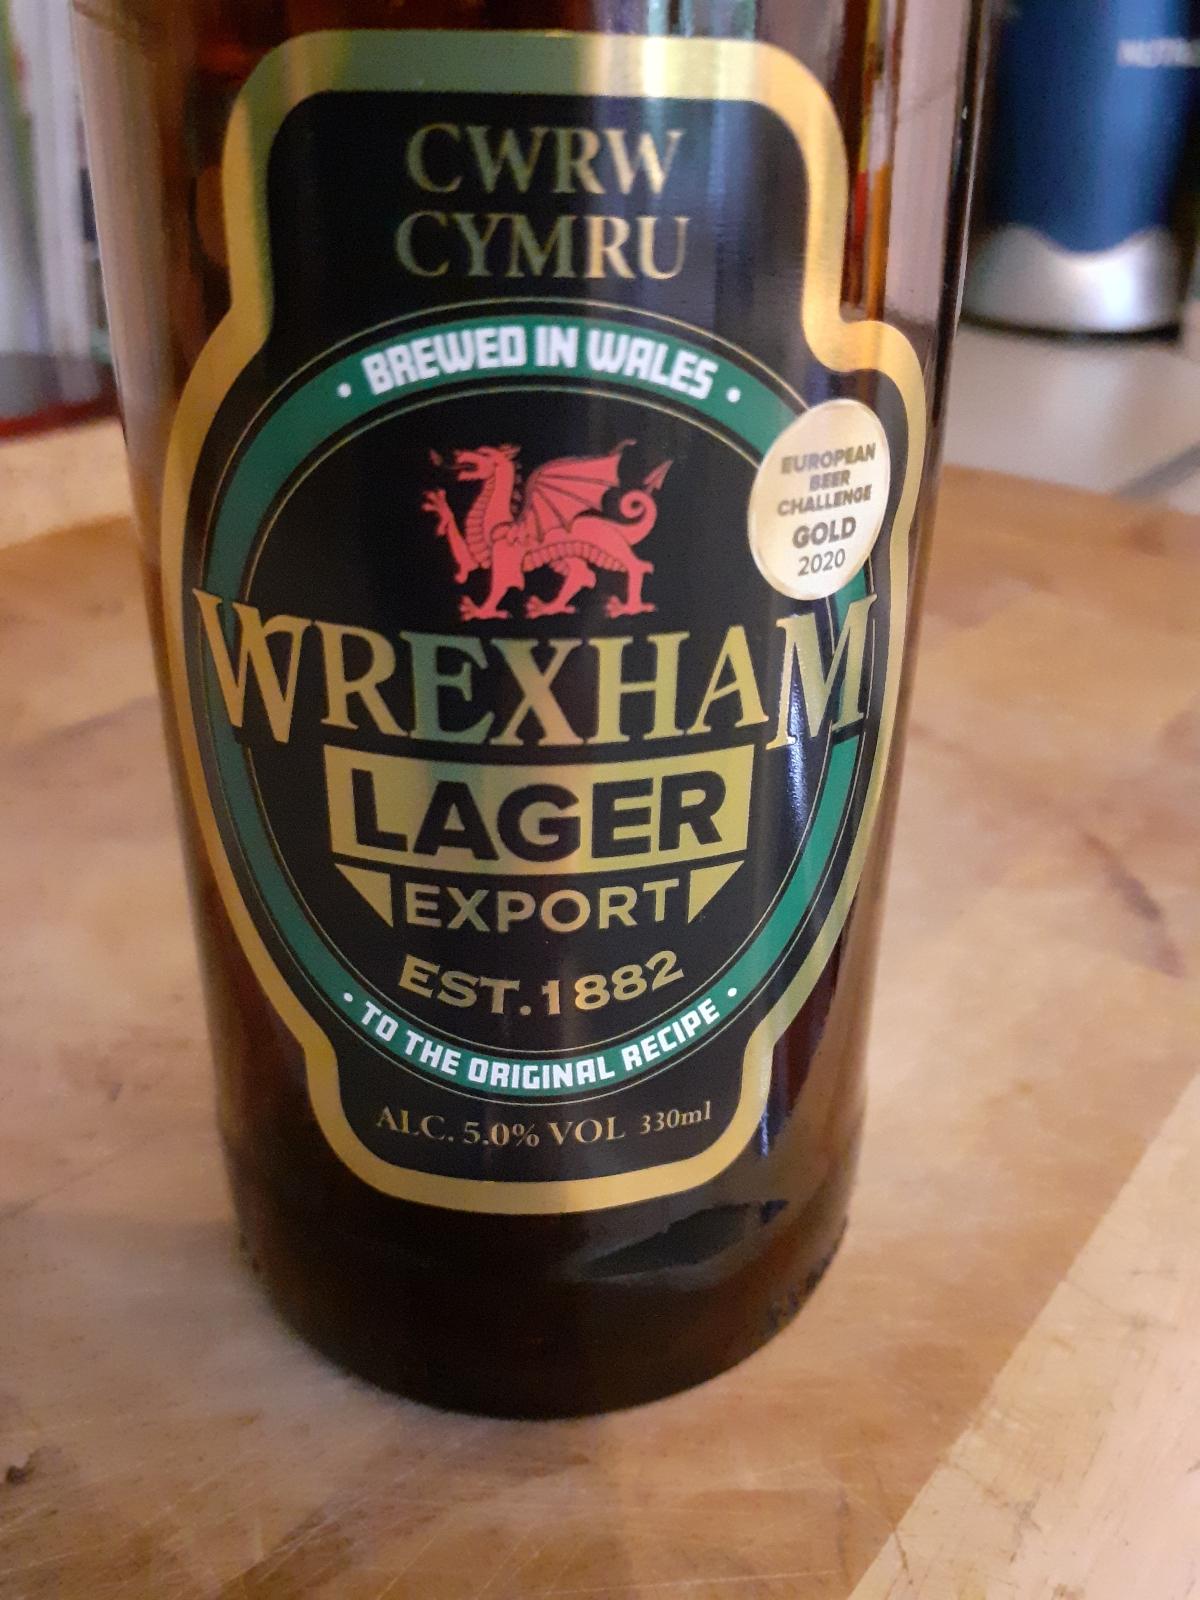 CWRW
CYMRU
• BREWED IN WALES •
EUROPEAN
BEER
CHALLENGE
GOLD
2020
WREXHAM
LAGER
EXPORT
EST.1882
• TO THE ORIGINAL RECIPE •
ALC. 5.0% VOL 330ml